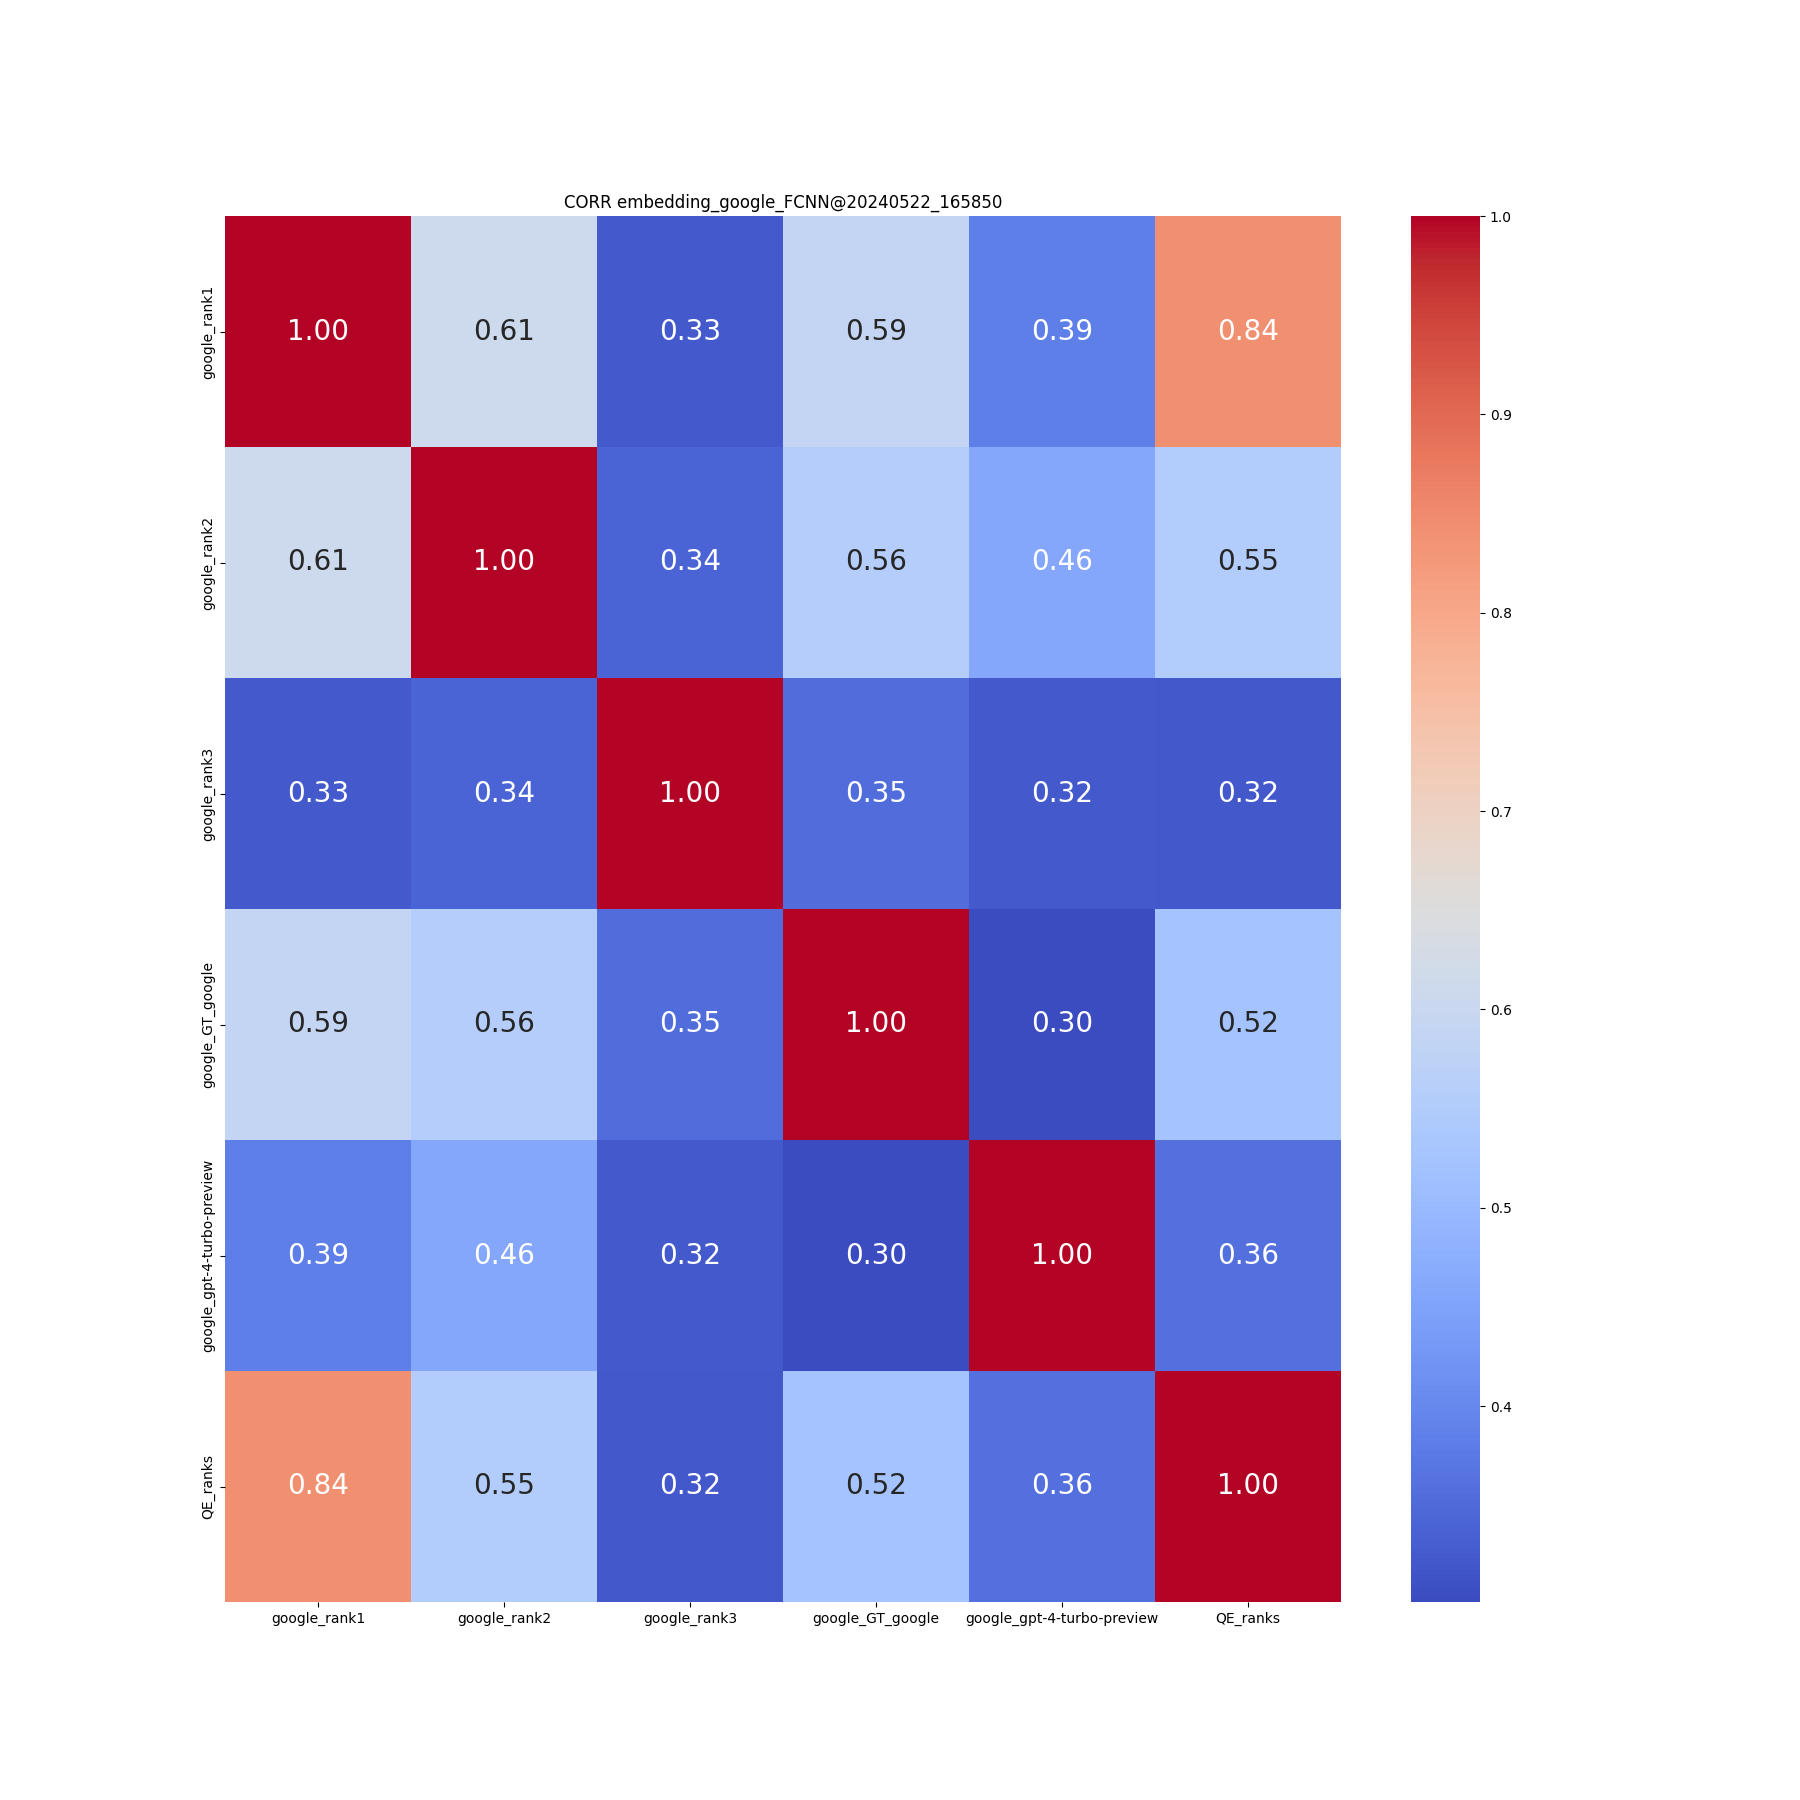 CORR embedding_google_FCNN@20240522_165850
google_rank1
1.00 0.61 0.33 0.59 0.39 0.84
google_rank2
0.61 1.00 0.34 0.56 0.46 0.55
google_rank3
0.33 0.34 1.00 0.35 0.32 0.32
google_GT_google
0.59 0.56 0.35 1.00 0.30 0.52
google_gpt-4-turbo-preview
0.39 0.46 0.32 0.30 1.00 0.36
QE_ranks
0.84 0.55 0.32 0.52 0.36 1.00
google_rank1 google_rank2 google_rank3 google_GT_google google_gpt-4-turbo-preview QE_ranks
1.0
0.9
0.8
0.7
0.6
0.5
0.4